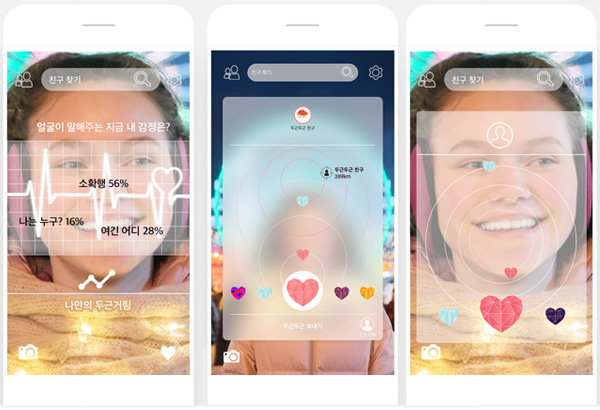 친구 찾기
얼굴이 말해주는 지금 내 감정은?
소확행 56%
나는 누구? 16%
여긴 어디 28%
나만의 두근거림
친구 찾기
두근두근 친구
두근두근 친구
389km
두근두근 보내기
친구 찾기